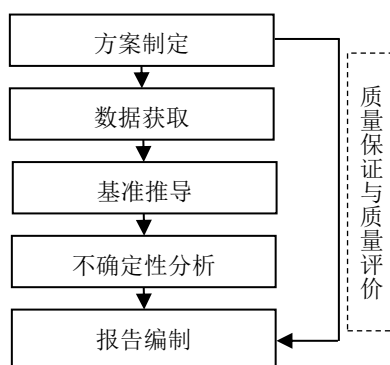 方案制定
数据获取
基准推导
不确定性分析
报告编制
质量保证与质量评价